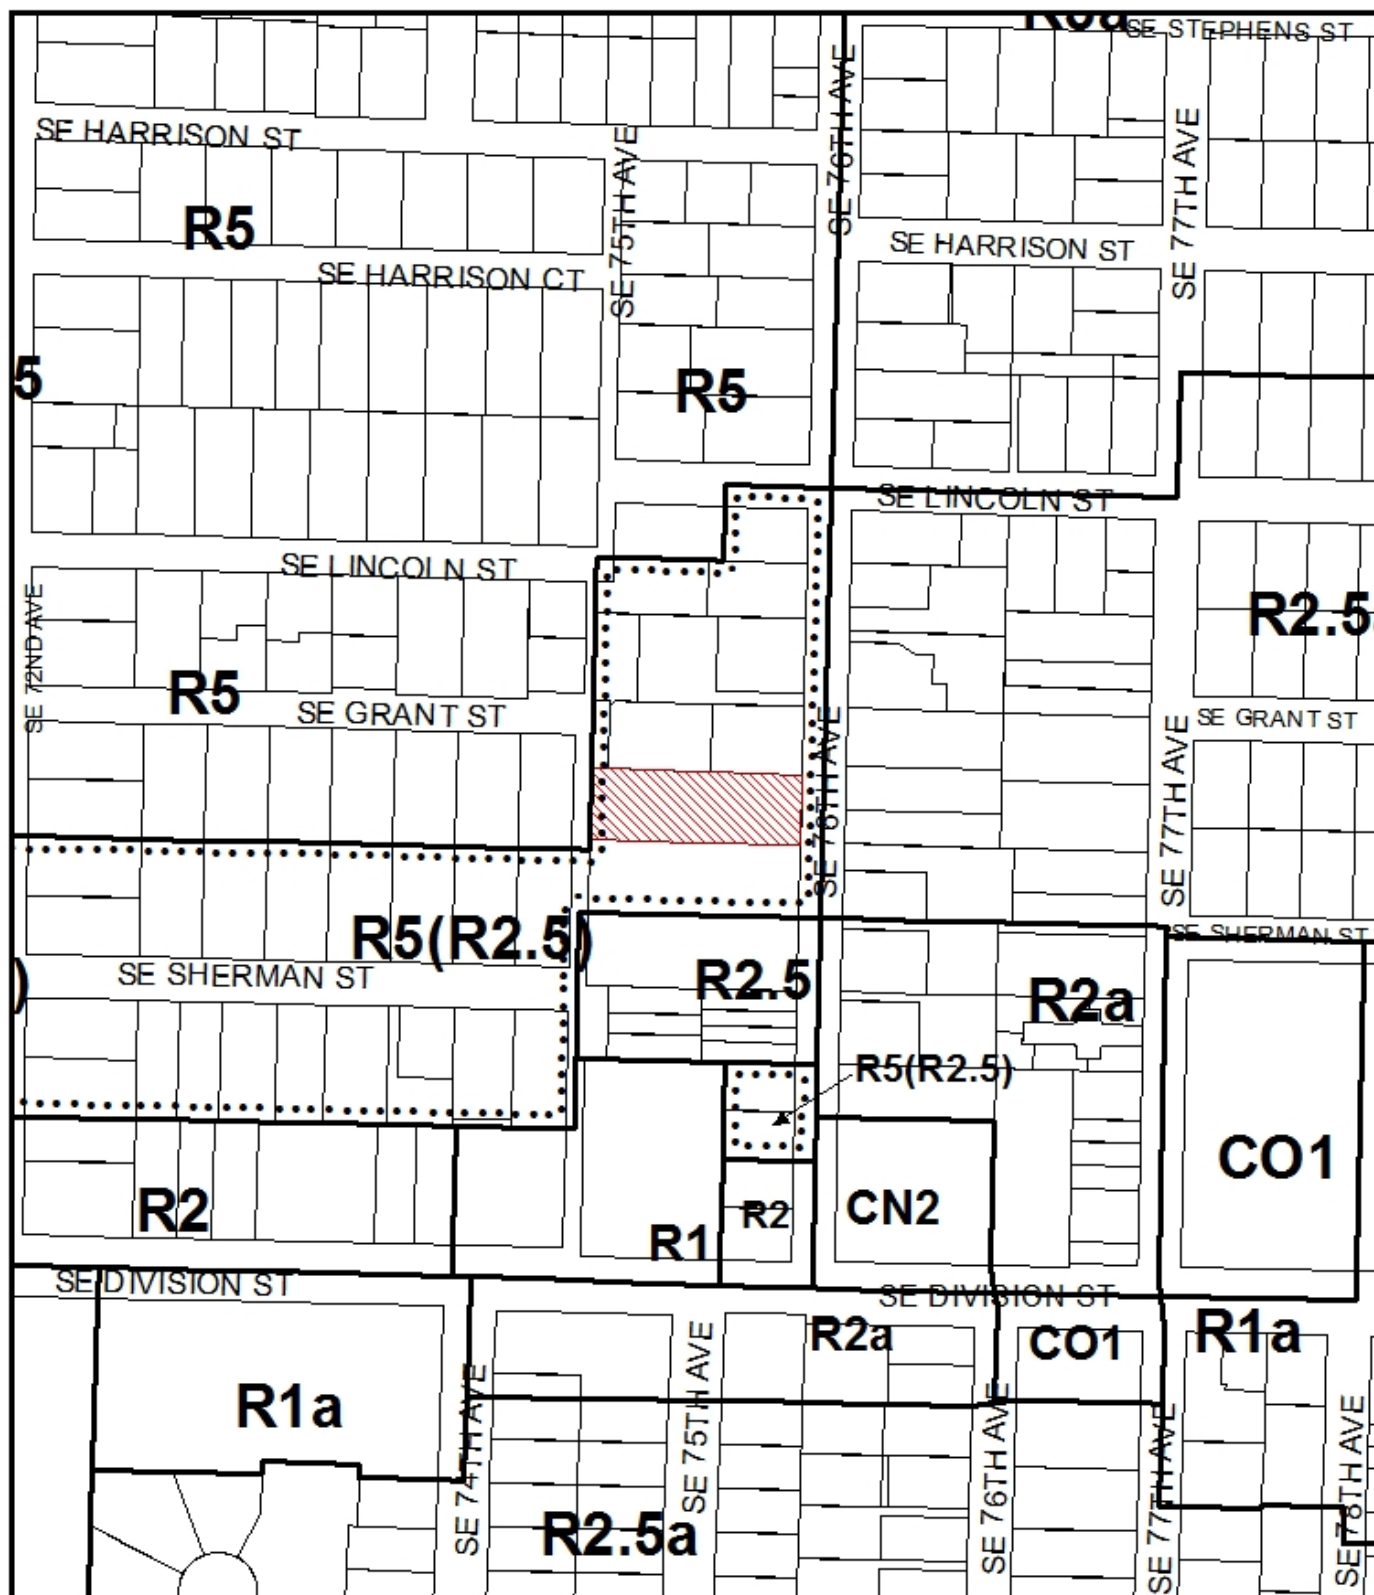 R6a
SE STEPHENS ST
SE HARRISON ST
SE 75TH AVE
SE 76TH AVE
SE 77TH AVE
R5
SE HARRISON ST
SE HARRISON CT
5
R5
SE LINCOLN ST
SE LINCOLN ST
SE 72ND AVE
R2.5
R5
SE GRANT ST
SE GRANT ST
SE 76TH AVE
SE 77TH AVE
R5(R2.5)
SE SHERMAN ST
SE SHERMAN ST
)
R2.5
R2a
R5(R2.5)
CO1
R2
R2
CN2
R1
SE DIVISION ST
SE DIVISION ST
R2a
CO1
R1a
R1a
SE 74TH AVE
SE 75TH AVE
SE 76TH AVE
SE 77TH AVE
SE 78TH AVE
R2.5a